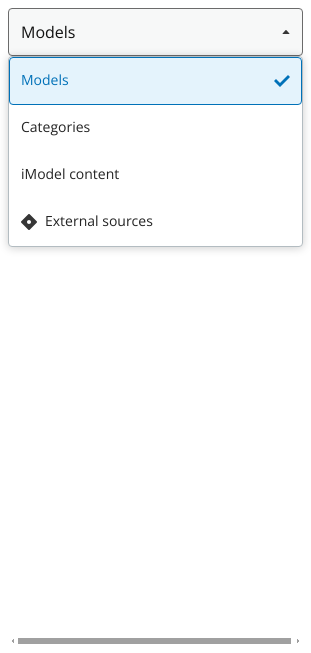 Models
Models
Categories
iModel content
External sources